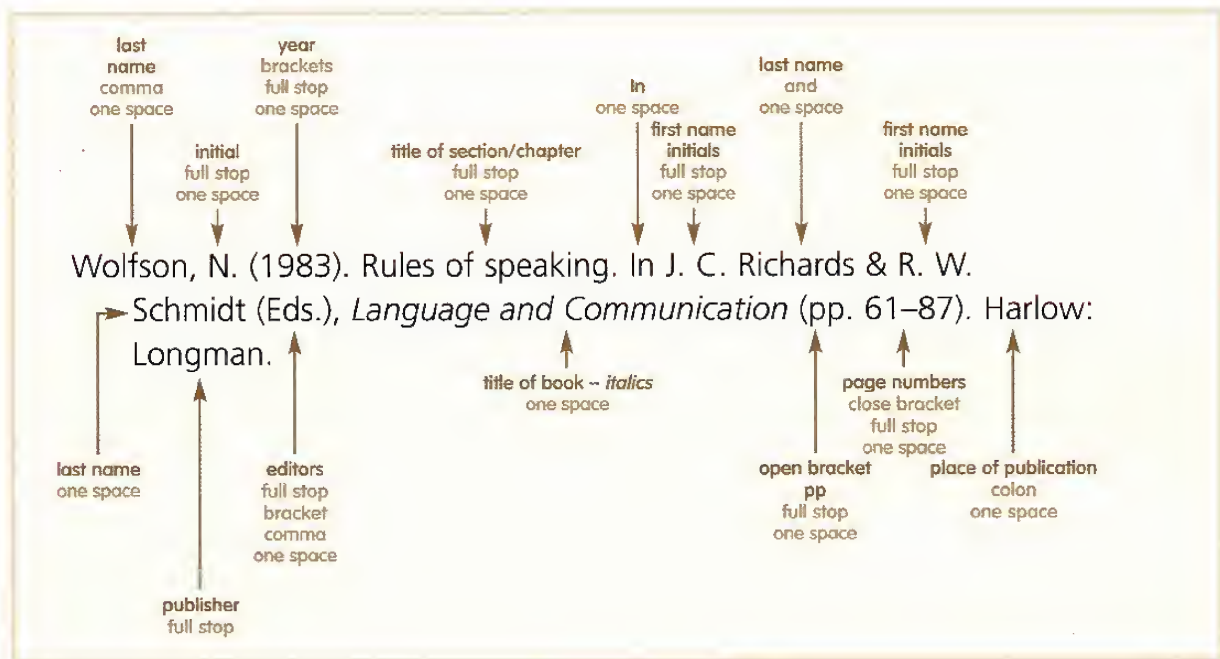 last
name
comma
one space
initial
full stop
one space
year
brackets
full stop
one space
title of section/chapter
full stop
one space
In
one space
first name
initials
full stop
one space
last name
and
one space
first name
initials
full stop
one space
Wolfson, N. (1983). Rules of speaking. In J. C. Richards & R. W.
Schmidt (Eds.), Language and Communication (pp. 61–87). Harlow:
Longman.
last name
one space
publisher
full stop
editors
full stop
bracket
comma
one space
title of book – italics
one space
open bracket
pp
full stop
one space
page numbers
close bracket
full stop
one space
place of publication
colon
one space